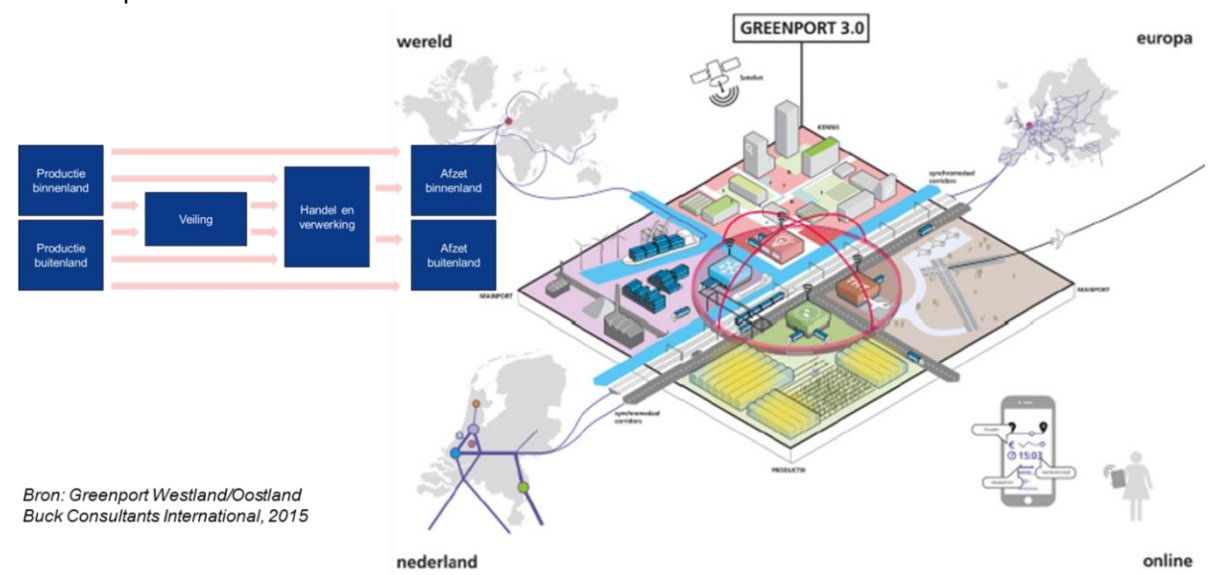 GREENPORT 3.0
wereld
europa
Satelliet
KENNIS
synchromodaal
corridors
Productie
binnenland
Afzet
binnenland
Veiling
Handel en
verwerking
Productie
buitenland
Afzet
buitenland
MAINPORT
MAINPORT
synchromodaal
corridors
15:03
PRODUCTIE
Bron: Greenport Westland/Oostland
Buck Consultants International, 2015
nederland
online